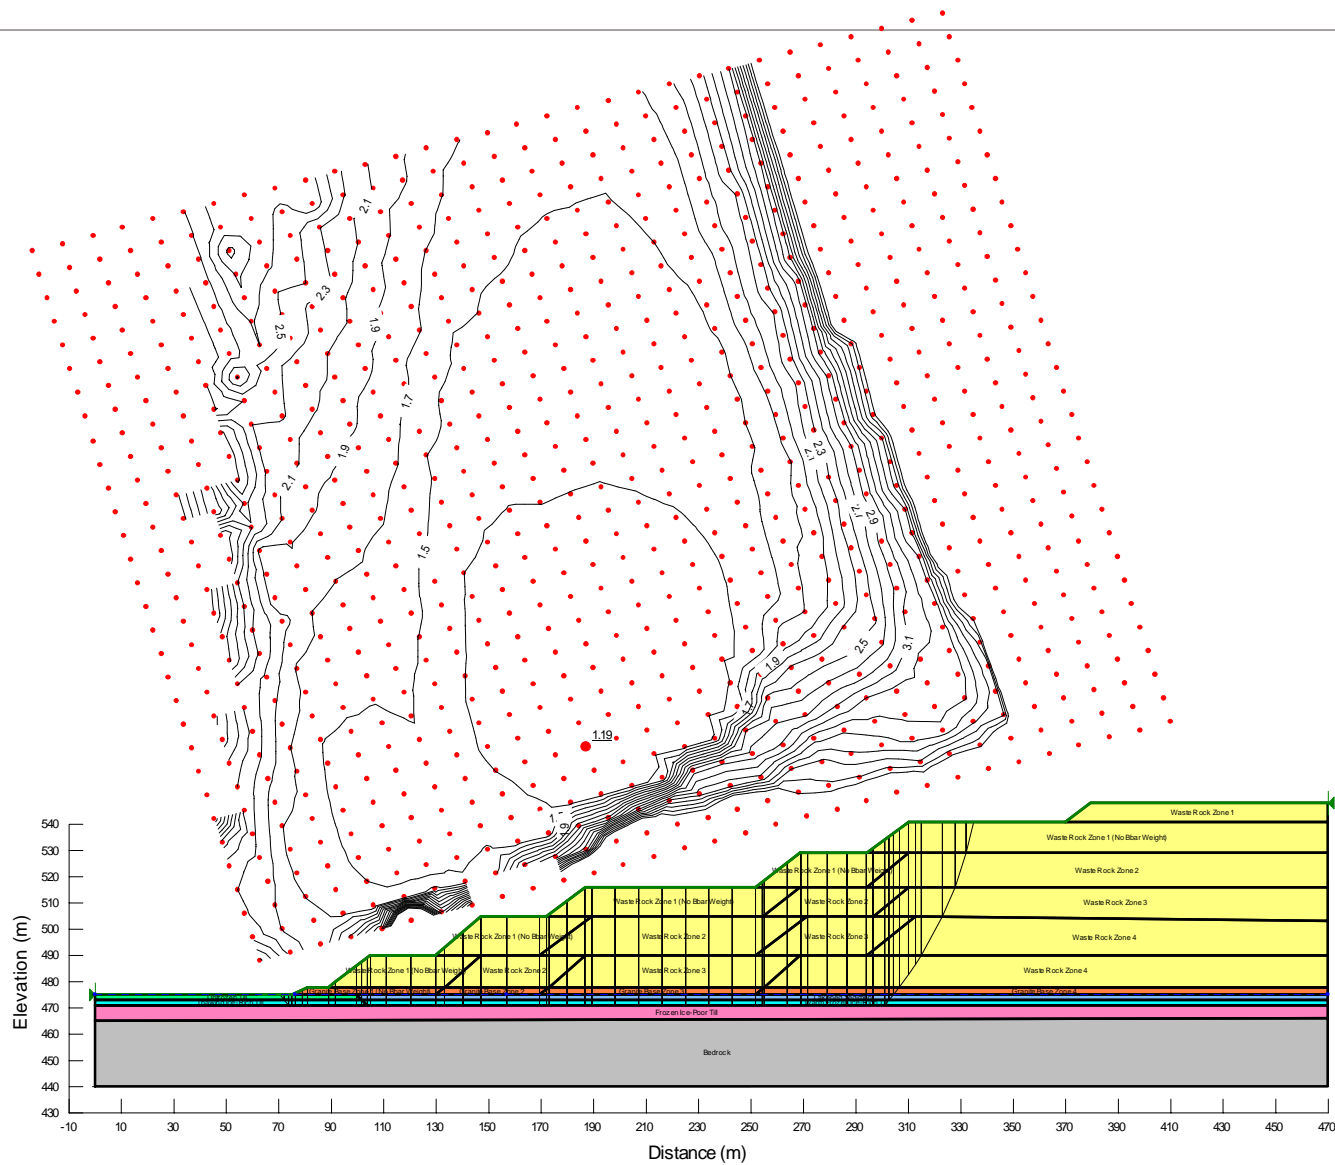 2.1
2.3
2.5
1.9
1.7
1.9
2.1
1.5
2.3
2.1
2.7
2.9
2.5
3.1
1.9
1.7
1.19
1.9
Waste Rock Zone 1
Waste Rock Zone 1 (No Bbar Weight)
Waste Rock Zone 1 (No Bbar Weight)
Waste Rock Zone 2
Waste Rock Zone 1 (No Bbar Weight)
Waste Rock Zone 2
Waste Rock Zone 3
Waste Rock Zone 1 (No Bbar Weight)
Waste Rock Zone 2
Waste Rock Zone 3
Waste Rock Zone 4
Waste Rock Zone 1 (No Bbar Weight)
Waste Rock Zone 2
Waste Rock Zone 3
Waste Rock Zone 4
Granite Base Zone 1 (No Bbar Weight)
Granite Base Zone 2
Granite Base Zone 3
Granite Base Zone 4
Frozen Ice-Poor Till
Bedrock
Elevation (m)
540
530
520
510
500
490
480
470
460
450
440
430
-10 10 30 50 70 90 110 130 150 170 190 210 230 250 270 290 310 330 350 370 390 410 430 450 470
Distance (m)